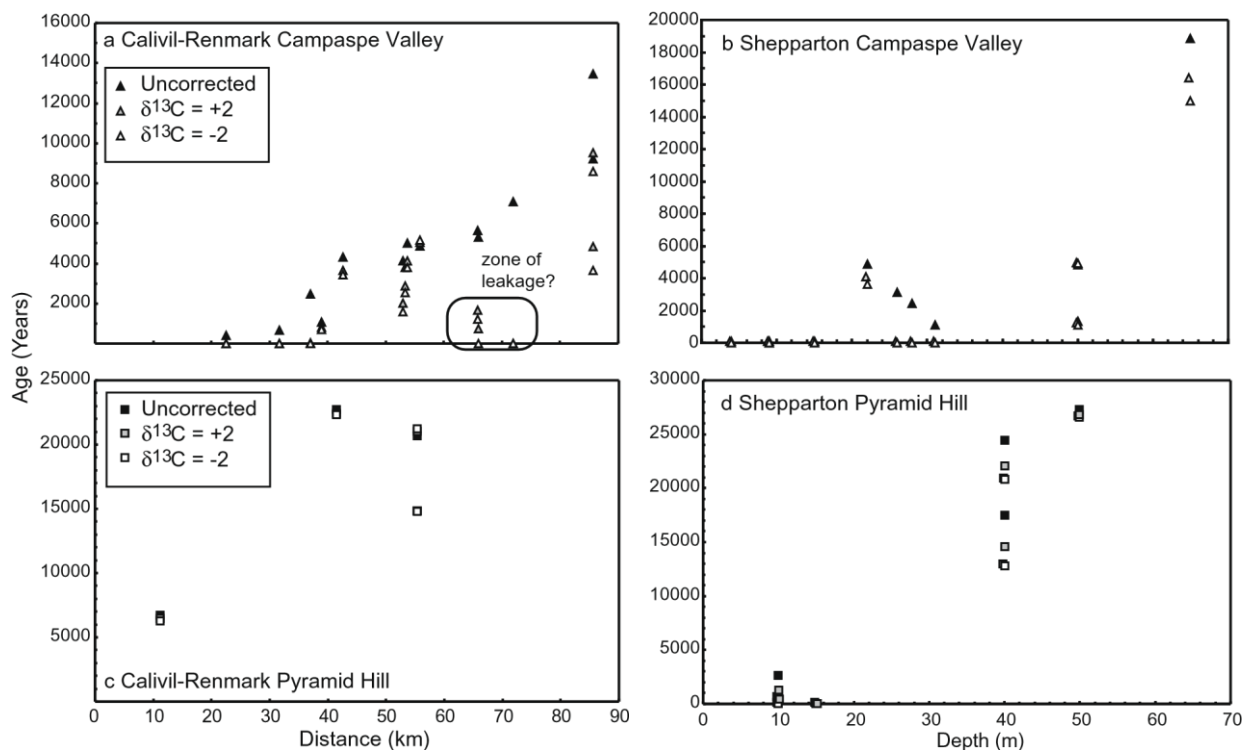 16000
14000
12000
10000
8000
6000
4000
2000
a Calivil-Renmark Campaspe Valley
Uncorrected
δ13C = +2
δ13C = -2
zone of
leakage?
20000
18000
16000
14000
12000
10000
8000
6000
4000
2000
0
b Shepparton Campaspe Valley
Age (Years)
25000
20000
15000
10000
5000
Uncorrected
δ13C = +2
δ13C = -2
c Calivil-Renmark Pyramid Hill
0 10 20 30 40 50 60 70 80 90
Distance (km)
30000
25000
20000
15000
10000
5000
0
d Shepparton Pyramid Hill
0 10 20 30 40 50 60 70
Depth (m)